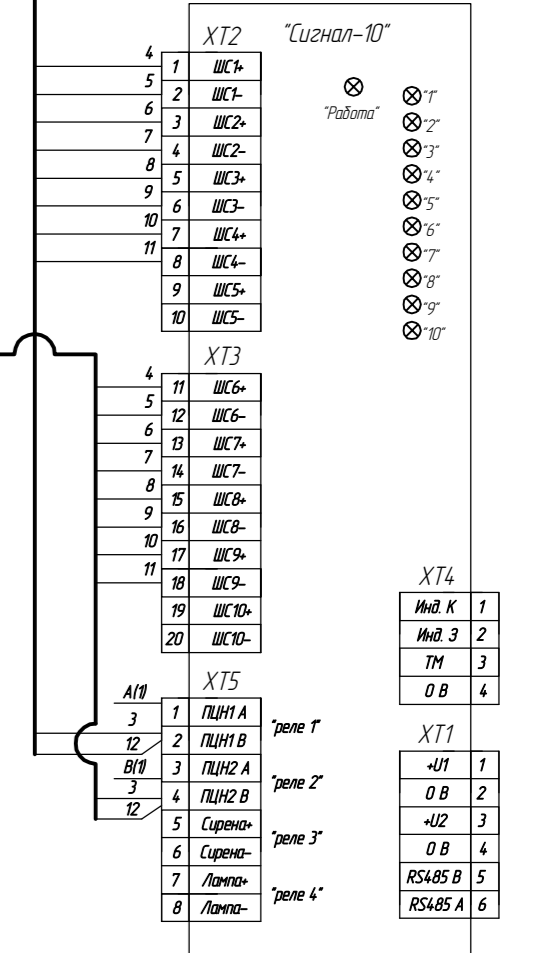 "Сигнал-10"
"Работа"
"1"
"2"
"3"
"4"
"5"
"6"
"7"
"8"
"9"
"10"
XT2
4
1 ШС1+
5
2 ШС1-
6
3 ШС2+
7
4 ШС2-
8
5 ШС3+
9
6 ШС3-
10
7 ШС4+
11
8 ШС4-
9 ШС5+
10 ШС5-
XT3
4
11 ШС6+
5
12 ШС6-
6
13 ШС7+
7
14 ШС7-
8
15 ШС8+
9
16 ШС8-
10
17 ШС9+
11
18 ШС9-
19 ШС10+
20 ШС10-
XT5
А(1)
1 ПЦН1 А
3
2 ПЦН1 В
12
"реле 1"
В(1)
3 ПЦН2 А
3
4 ПЦН2 В
12
"реле 2"
5 Сирена+
6 Сирена-
"реле 3"
7 Лампа+
8 Лампа-
"реле 4"
XT4
Инд. К 1
Инд. З 2
ТМ 3
0 В 4
XT1
+U1 1
0 В 2
+U2 3
0 В 4
RS485 B 5
RS485 A 6